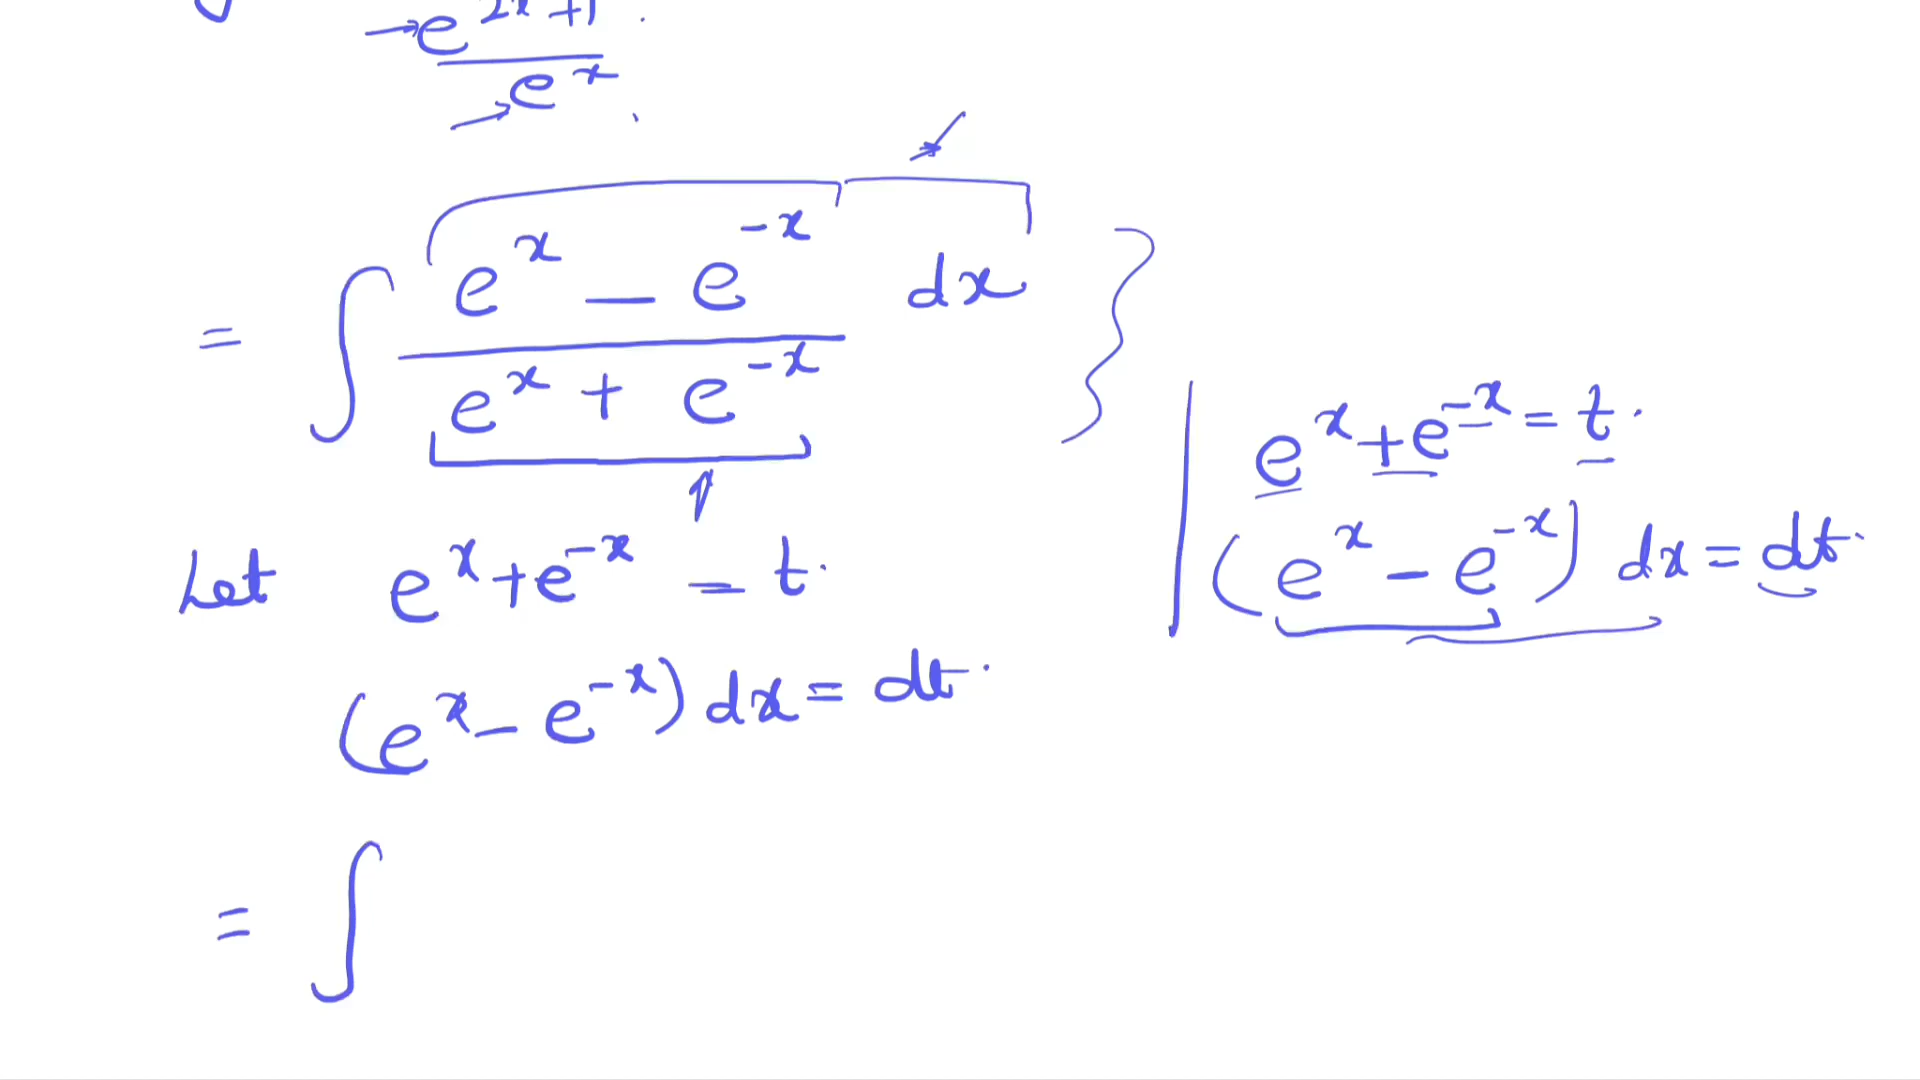 e^{2x}+1
e^x
= ∫ (e^x − e^{-x}) / (e^x + e^{-x}) dx
Let e^x + e^{-x} = t.
(e^x − e^{-x}) dx = dt.
= ∫
e^x + e^{-x} = t.
(e^x − e^{-x}) dx = dt.